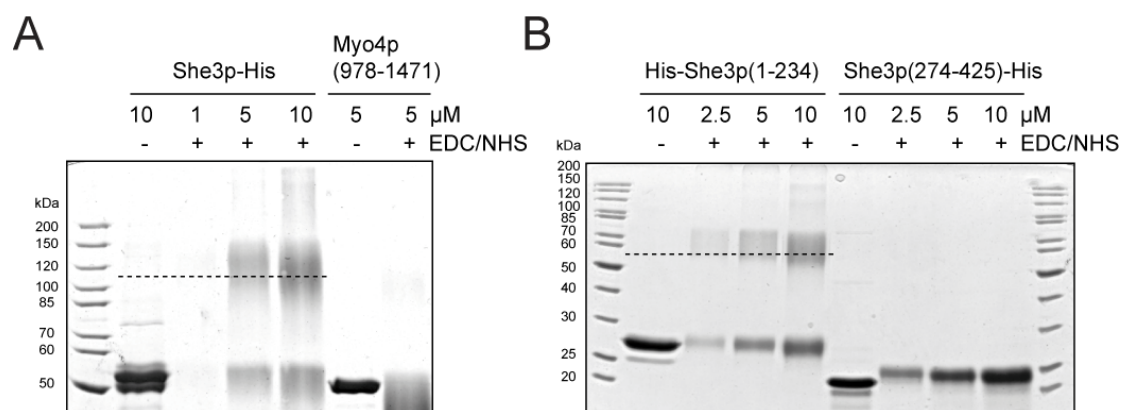 A
She3p-His
Myo4p
(978-1471)
10 1 5 10 5 5 µM
- + + + - + EDC/NHS
kDa
200
150
120
100
85
70
60
50
B
His-She3p(1-234) She3p(274-425)-His
10 2.5 5 10 10 2.5 5 10 µM
- + + + - + + + EDC/NHS
kDa
200
150
120
100
85
70
60
50
40
30
25
20